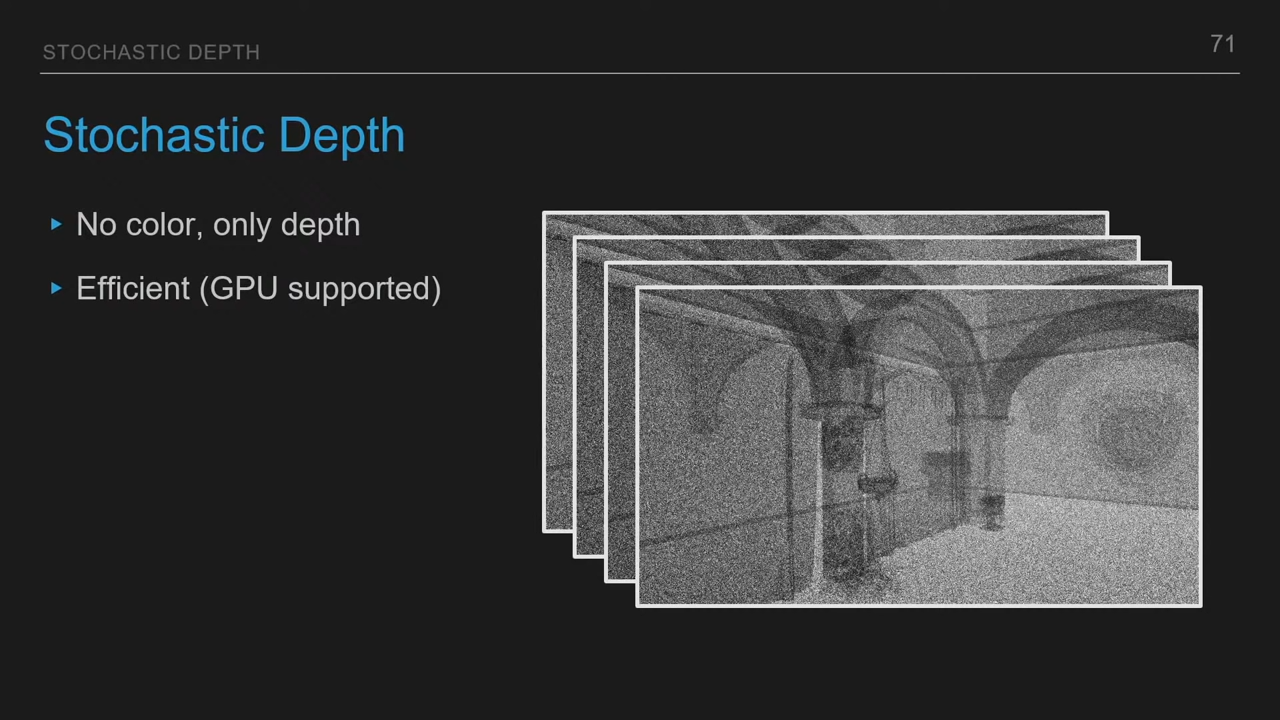 STOCHASTIC DEPTH
71
Stochastic Depth
No color, only depth
Efficient (GPU supported)